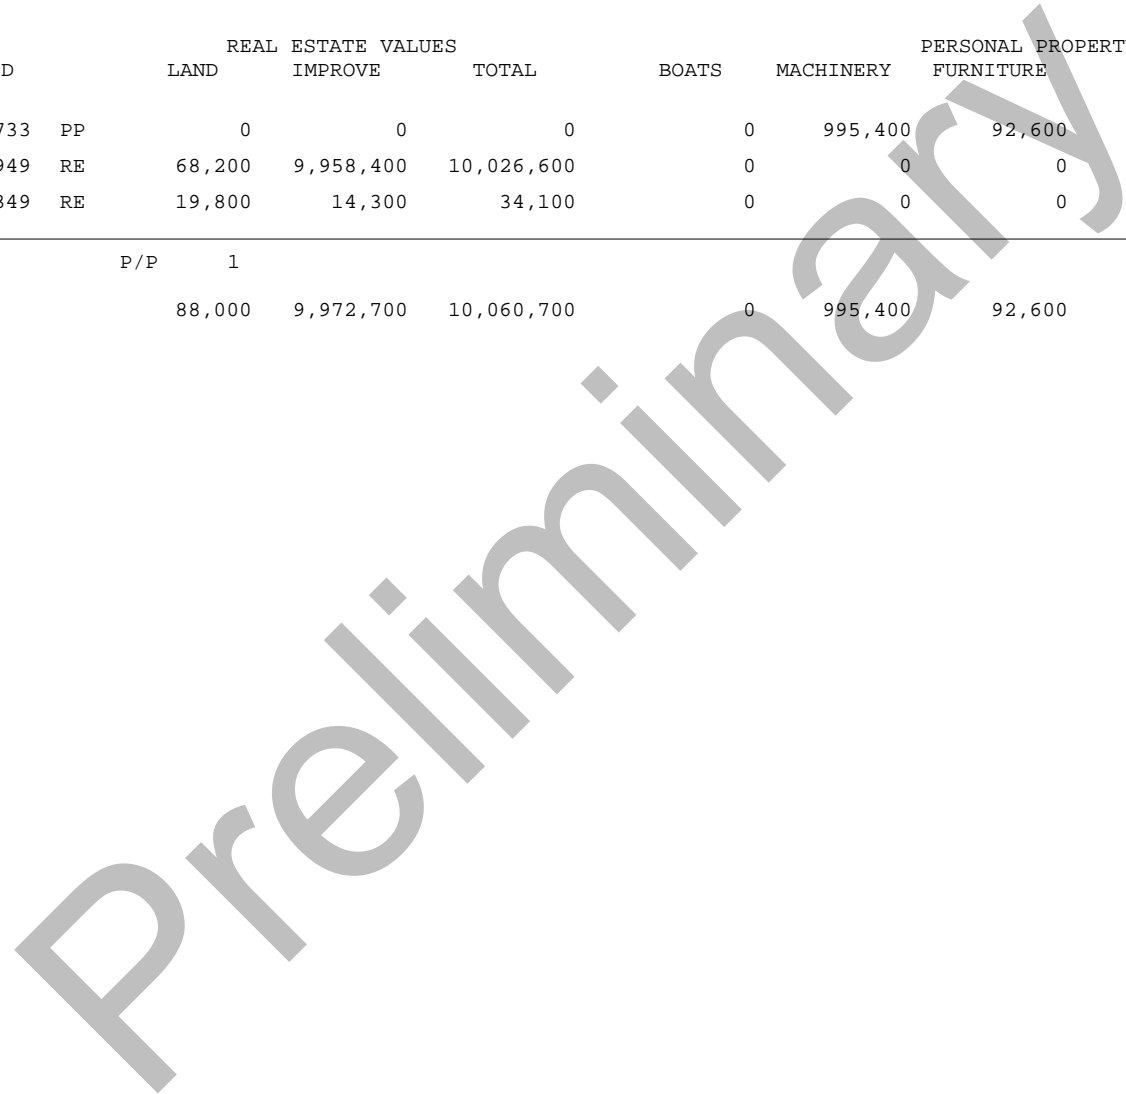 REAL ESTATE VALUES PERSONAL PROPERT
D LAND IMPROVE TOTAL BOATS MACHINERY FURNITURE
733 PP 0 0 0 0 995,400 92,600
949 RE 68,200 9,958,400 10,026,600 0 0 0
349 RE 19,800 14,300 34,100 0 0 0
P/P 1
88,000 9,972,700 10,060,700 0 995,400 92,600
Preliminary